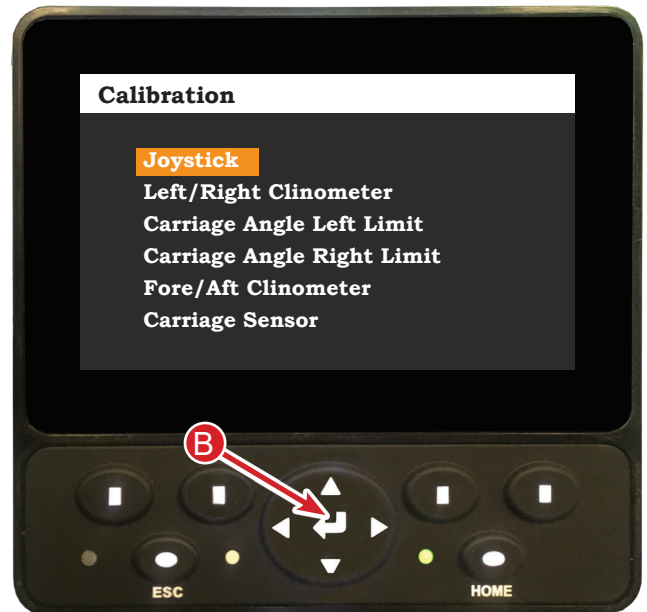 Calibration
Joystick
Left/Right Clinometer
Carriage Angle Left Limit
Carriage Angle Right Limit
Fore/Aft Clinometer
Carriage Sensor
B
ESC
HOME